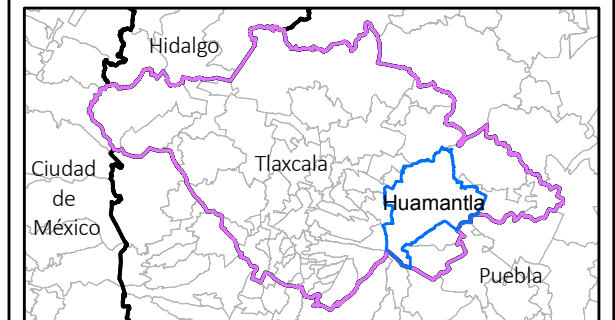 Hidalgo
Tlaxcala
Ciudad
de
México
Huamantla
Puebla